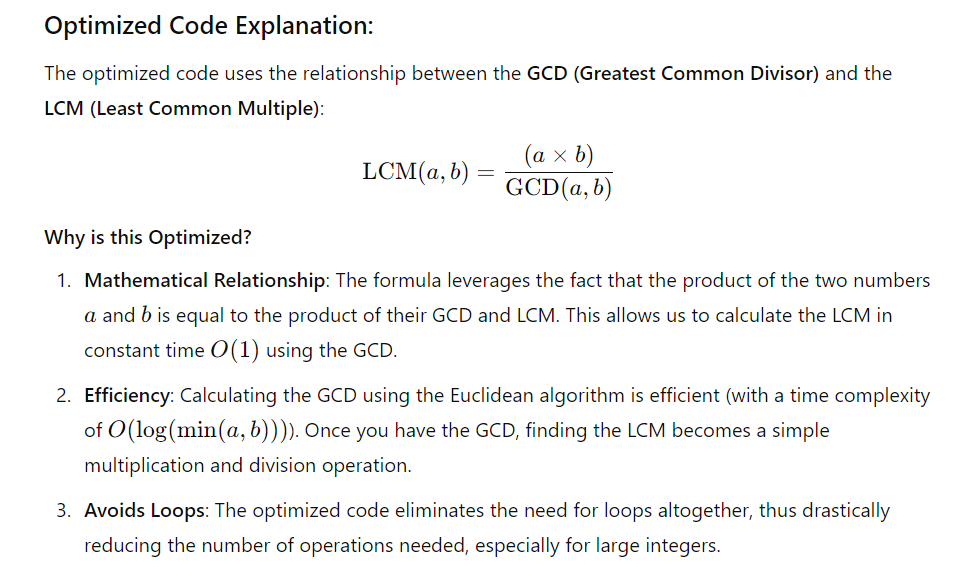 Optimized Code Explanation:
The optimized code uses the relationship between the GCD (Greatest Common Divisor) and the
LCM (Least Common Multiple):
LCM(a, b) = (a × b) / GCD(a, b)
Why is this Optimized?
1. Mathematical Relationship: The formula leverages the fact that the product of the two numbers
a and b is equal to the product of their GCD and LCM. This allows us to calculate the LCM in
constant time O(1) using the GCD.
2. Efficiency: Calculating the GCD using the Euclidean algorithm is efficient (with a time complexity
of O(log(min(a, b)))). Once you have the GCD, finding the LCM becomes a simple
multiplication and division operation.
3. Avoids Loops: The optimized code eliminates the need for loops altogether, thus drastically
reducing the number of operations needed, especially for large integers.